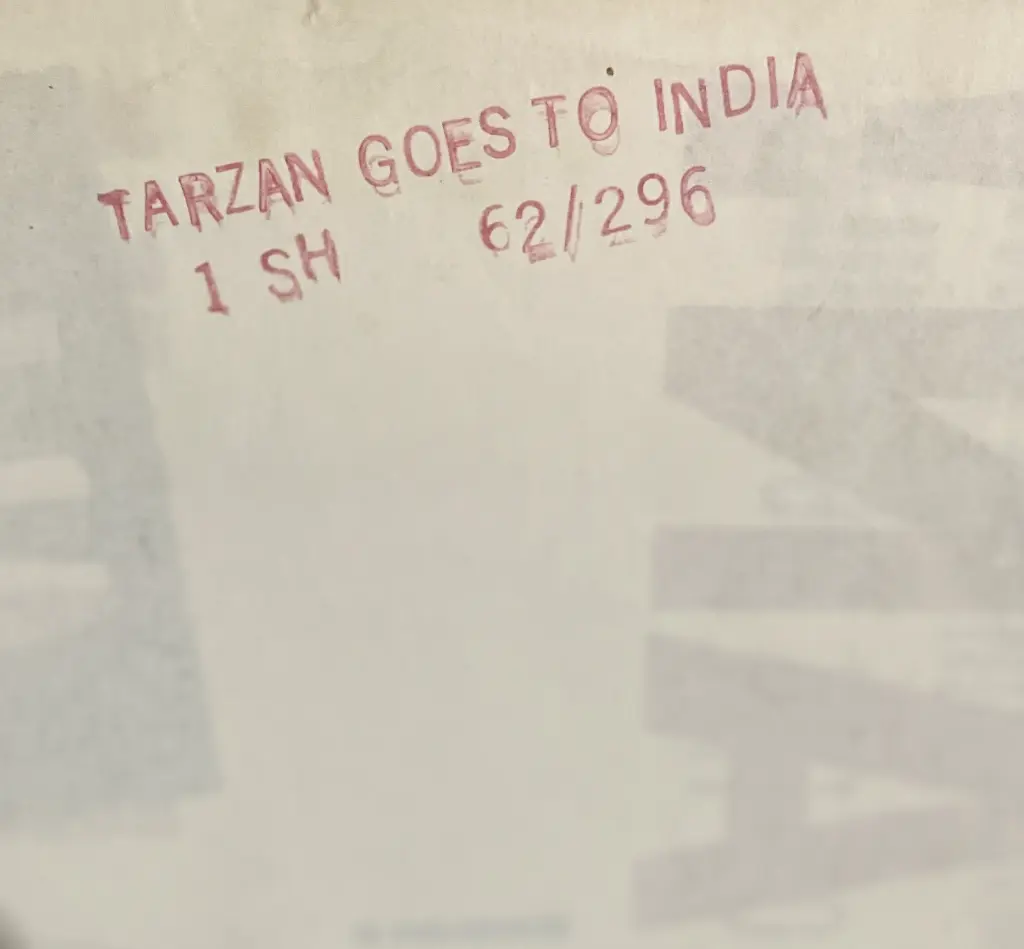 TARZAN GOES TO INDIA
1 SH 62/296